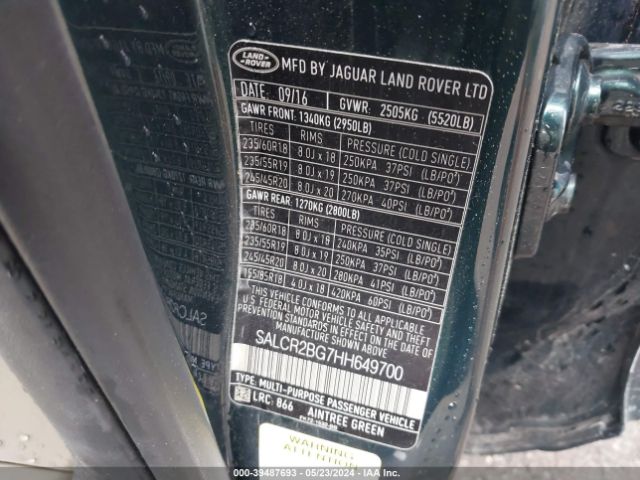 LAND ROVER
MFD BY JAGUAR LAND ROVER LTD
DATE: 09/16 GVWR: 2505KG (5520LB)
GAWR FRONT: 1340KG (2950LB)
TIRES RIMS PRESSURE (COLD SINGLE)
235/60R18 8.0J x 18 250KPA 37PSI (LB/PO²)
235/55R19 8.0J x 19 250KPA 37PSI (LB/PO²)
245/45R20 8.0J x 20 270KPA 40PSI (LB/PO²)
GAWR REAR: 1270KG (2800LB)
TIRES RIMS PRESSURE (COLD SINGLE)
235/60R18 8.0J x 18 240KPA 35PSI (LB/PO²)
235/55R19 8.0J x 19 250KPA 37PSI (LB/PO²)
245/45R20 8.0J x 20 280KPA 41PSI (LB/PO²)
155/85R18 4.0J x 18 420KPA 60PSI (LB/PO²)
THIS VEHICLE CONFORMS TO ALL APPLICABLE
U.S. FEDERAL MOTOR VEHICLE SAFETY AND THEFT
PREVENTION STANDARDS IN EFFECT ON THE DATE OF
MANUFACTURE SHOWN ABOVE
SALCR2BG7HH649700
TYPE: MULTI-PURPOSE PASSENGER VEHICLE
LRC: 866 AINTREE GREEN
WARNING
ATTENTION
000-39487693 - 05/23/2024 - IAAI.COM